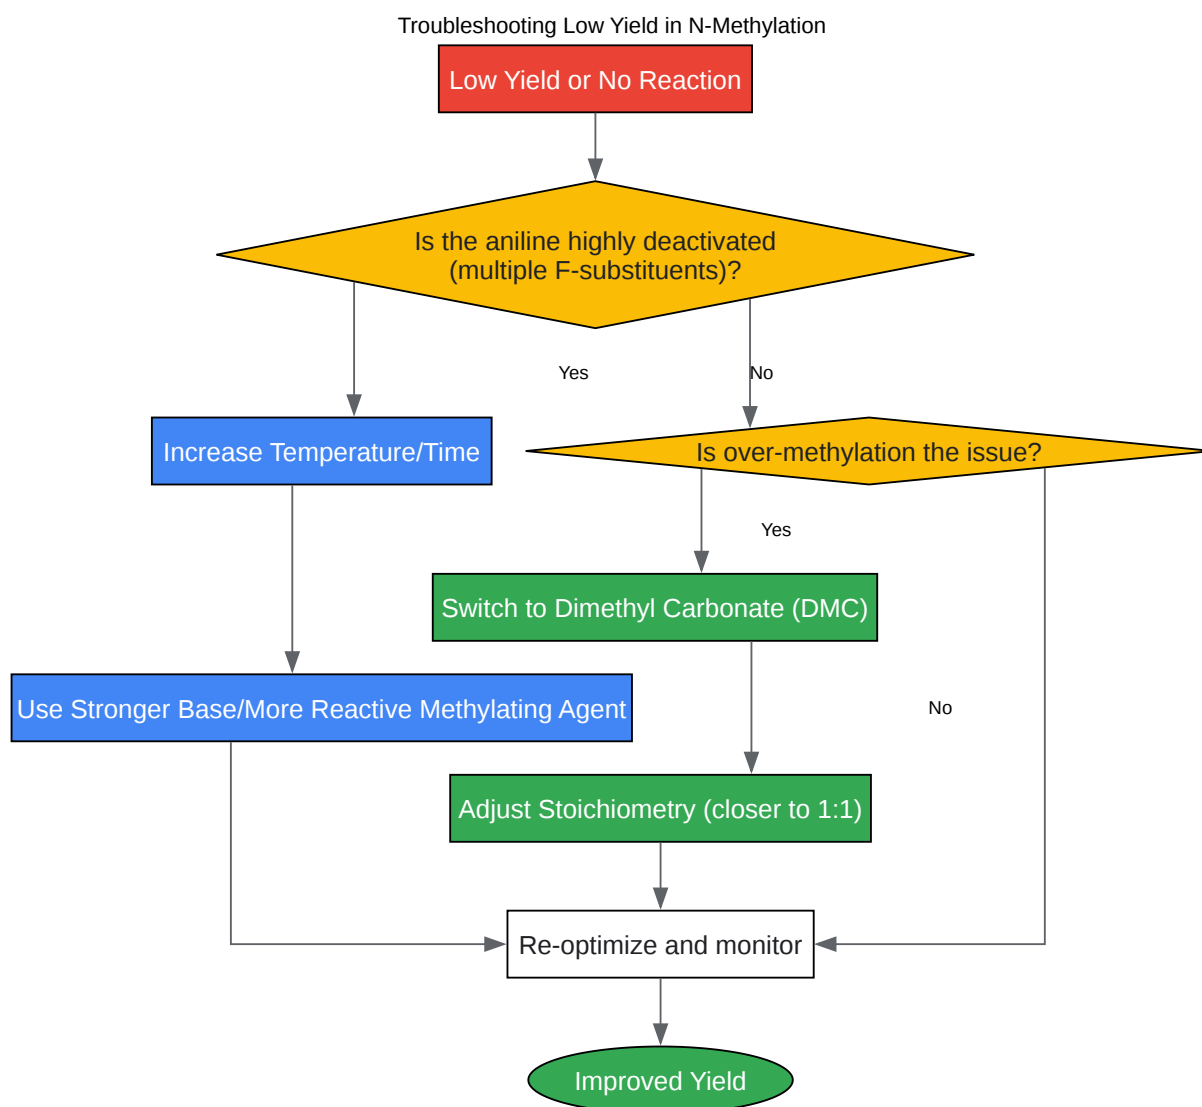 Troubleshooting Low Yield in N-Methylation
Low Yield or No Reaction
Is the aniline highly deactivated
(multiple F-substituents)?
Yes
No
Increase Temperature/Time
Is over-methylation the issue?
Yes
Switch to Dimethyl Carbonate (DMC)
Use Stronger Base/More Reactive Methylating Agent
No
Adjust Stoichiometry (closer to 1:1)
Re-optimize and monitor
Improved Yield